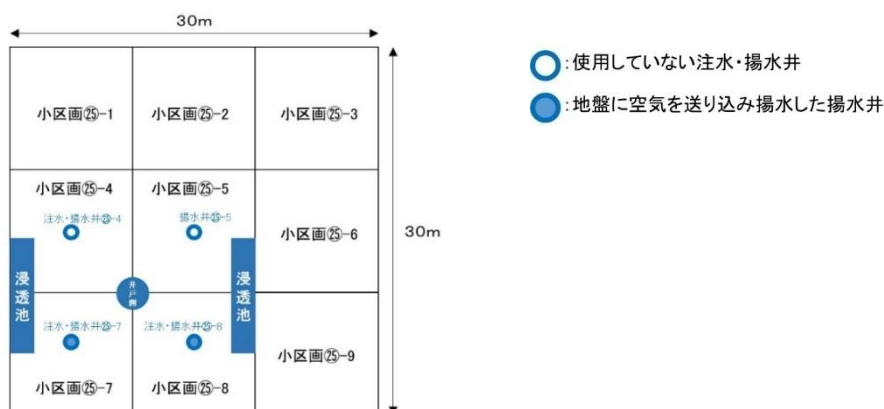 30m
:使用していない注水・揚水井
:地盤に空気を送り込み揚水した揚水井
小区画㉕-1
小区画㉕-2
小区画㉕-3
小区画㉕-4
小区画㉕-5
注水・揚水井㉕-4
揚水井㉕-5
小区画㉕-6
30m
浸透池
井戸側
浸透池
注水・揚水井㉕-7
注水・揚水井㉕-8
小区画㉕-9
小区画㉕-7
小区画㉕-8